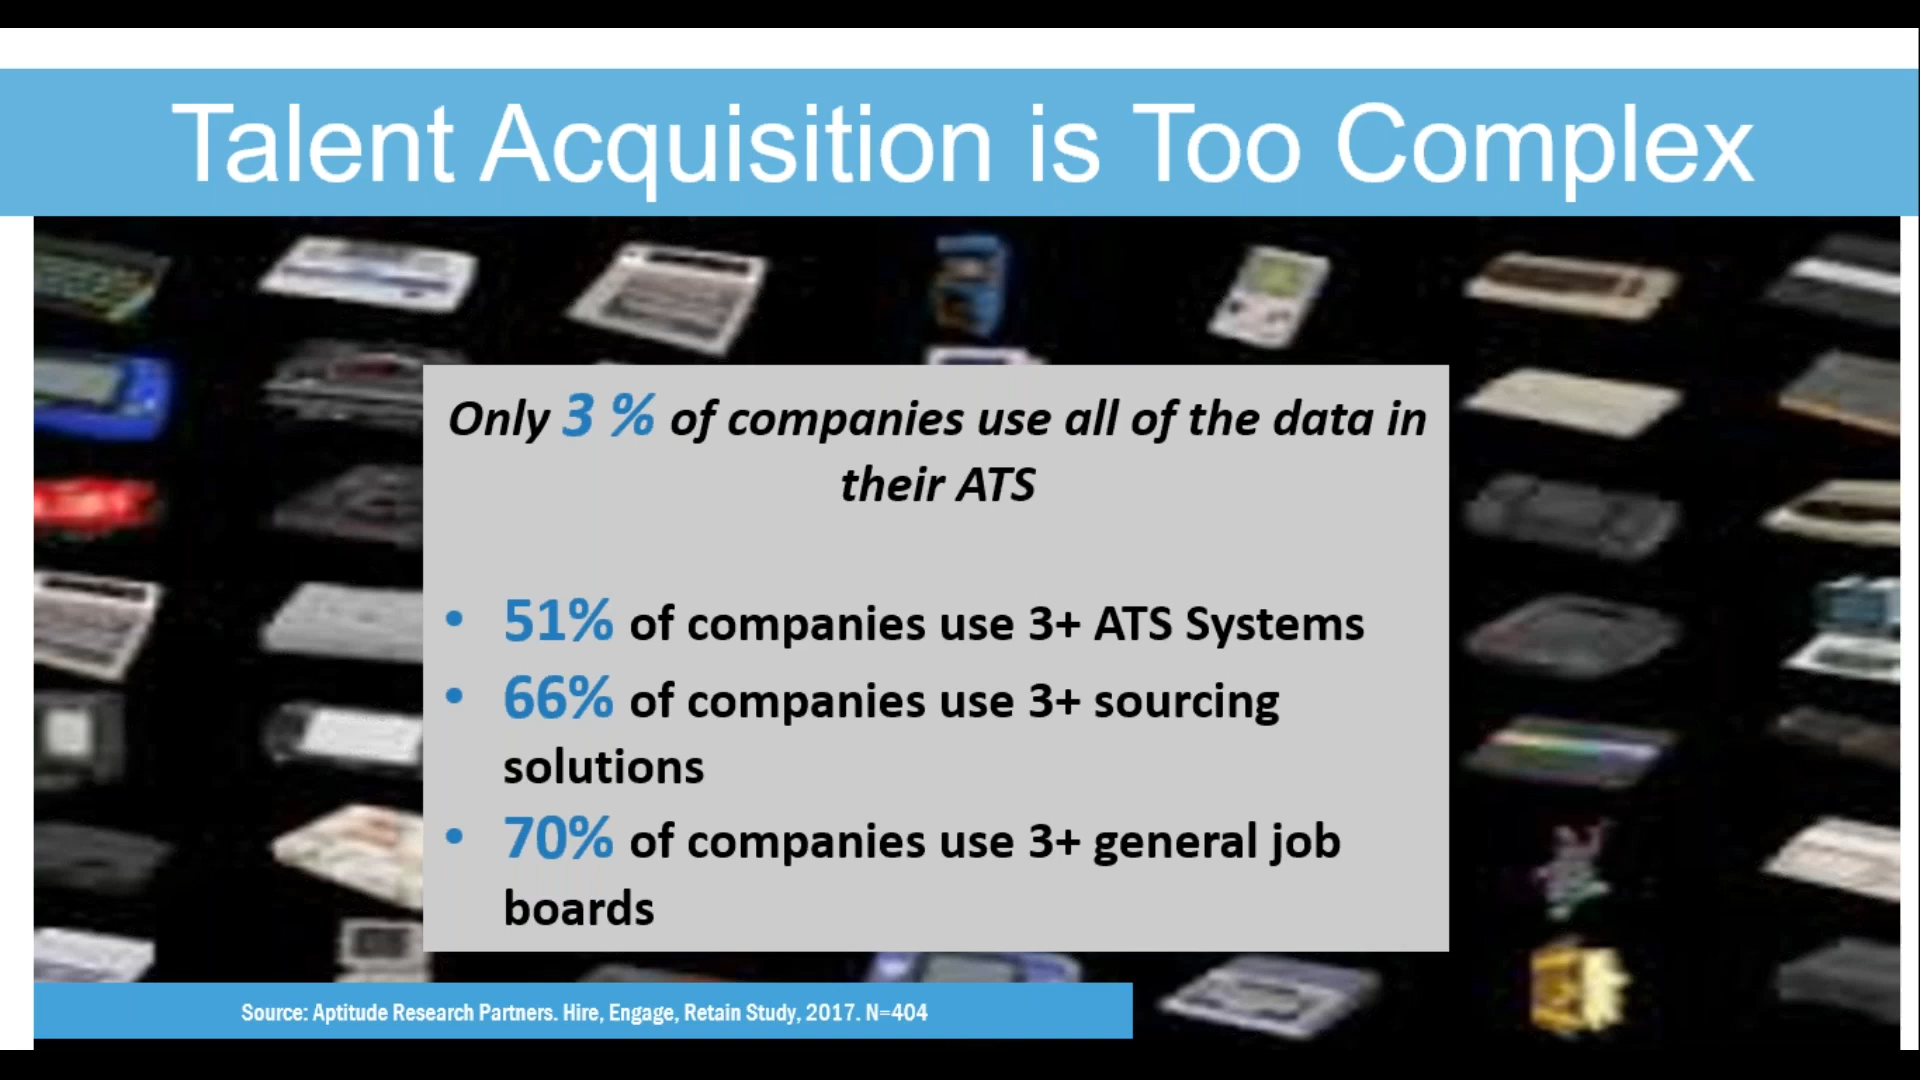 Talent Acquisition is Too Complex
Only 3 % of companies use all of the data in
their ATS
• 51% of companies use 3+ ATS Systems
• 66% of companies use 3+ sourcing
solutions
• 70% of companies use 3+ general job
boards
Source: Aptitude Research Partners. Hire, Engage, Retain Study, 2017. N=404